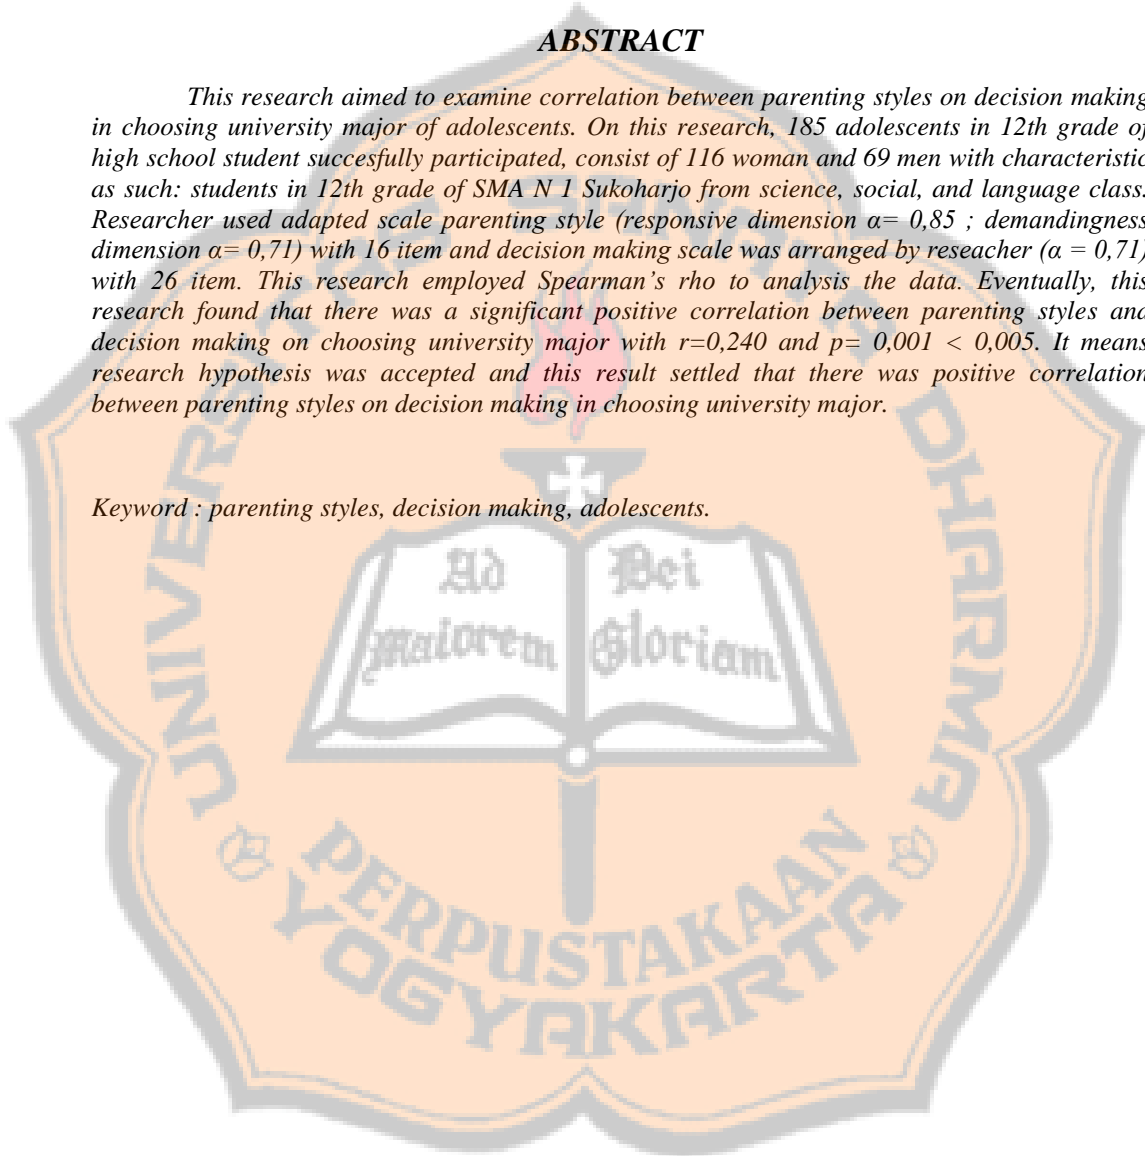 ABSTRACT
This research aimed to examine correlation between parenting styles on decision making
in choosing university major of adolescents. On this research, 185 adolescents in 12th grade of
high school student succesfully participated, consist of 116 woman and 69 men with characteristic
as such: students in 12th grade of SMA N 1 Sukoharjo from science, social, and language class.
Researcher used adapted scale parenting style (responsive dimension α= 0,85 ; demandingness
dimension α= 0,71) with 16 item and decision making scale was arranged by reseacher (α = 0,71)
with 26 item. This research employed Spearman's rho to analysis the data. Eventually, this
research found that there was a significant positive correlation between parenting styles and
decision making on choosing university major with r=0,240 and p= 0,001 < 0,005. It means
research hypothesis was accepted and this result settled that there was positive correlation
between parenting styles on decision making in choosing university major.
Keyword : parenting styles, decision making, adolescents.
UNIVERSITAS SANATA DHARMA
Ad
maiorem
Dei
Gloriam
PERPUSTAKAAN
YOGYAKARTA